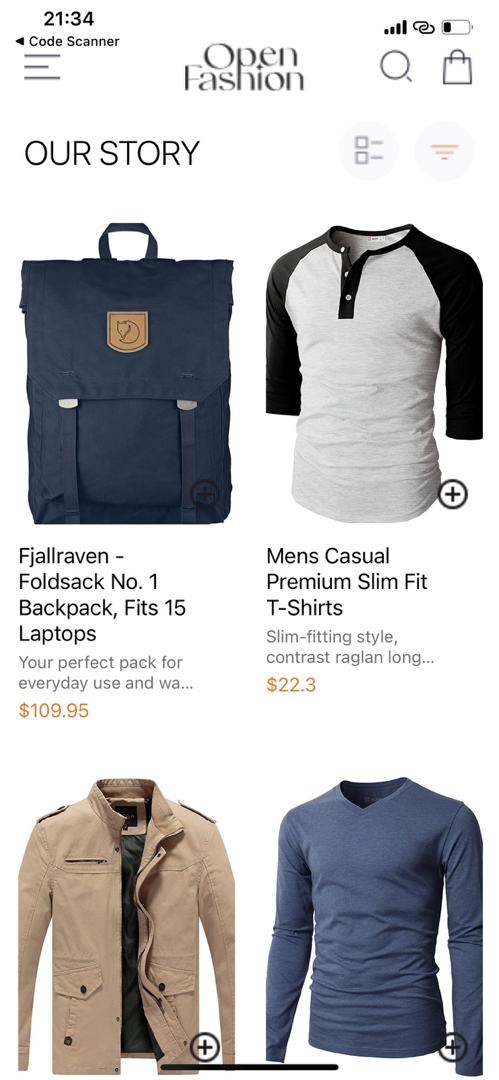 21:34
◀ Code Scanner
Open
Fashion
OUR STORY
Fjallraven -
Foldsack No. 1
Backpack, Fits 15
Laptops
Your perfect pack for
everyday use and wa...
$109.95
Mens Casual
Premium Slim Fit
T-Shirts
Slim-fitting style,
contrast raglan long...
$22.3